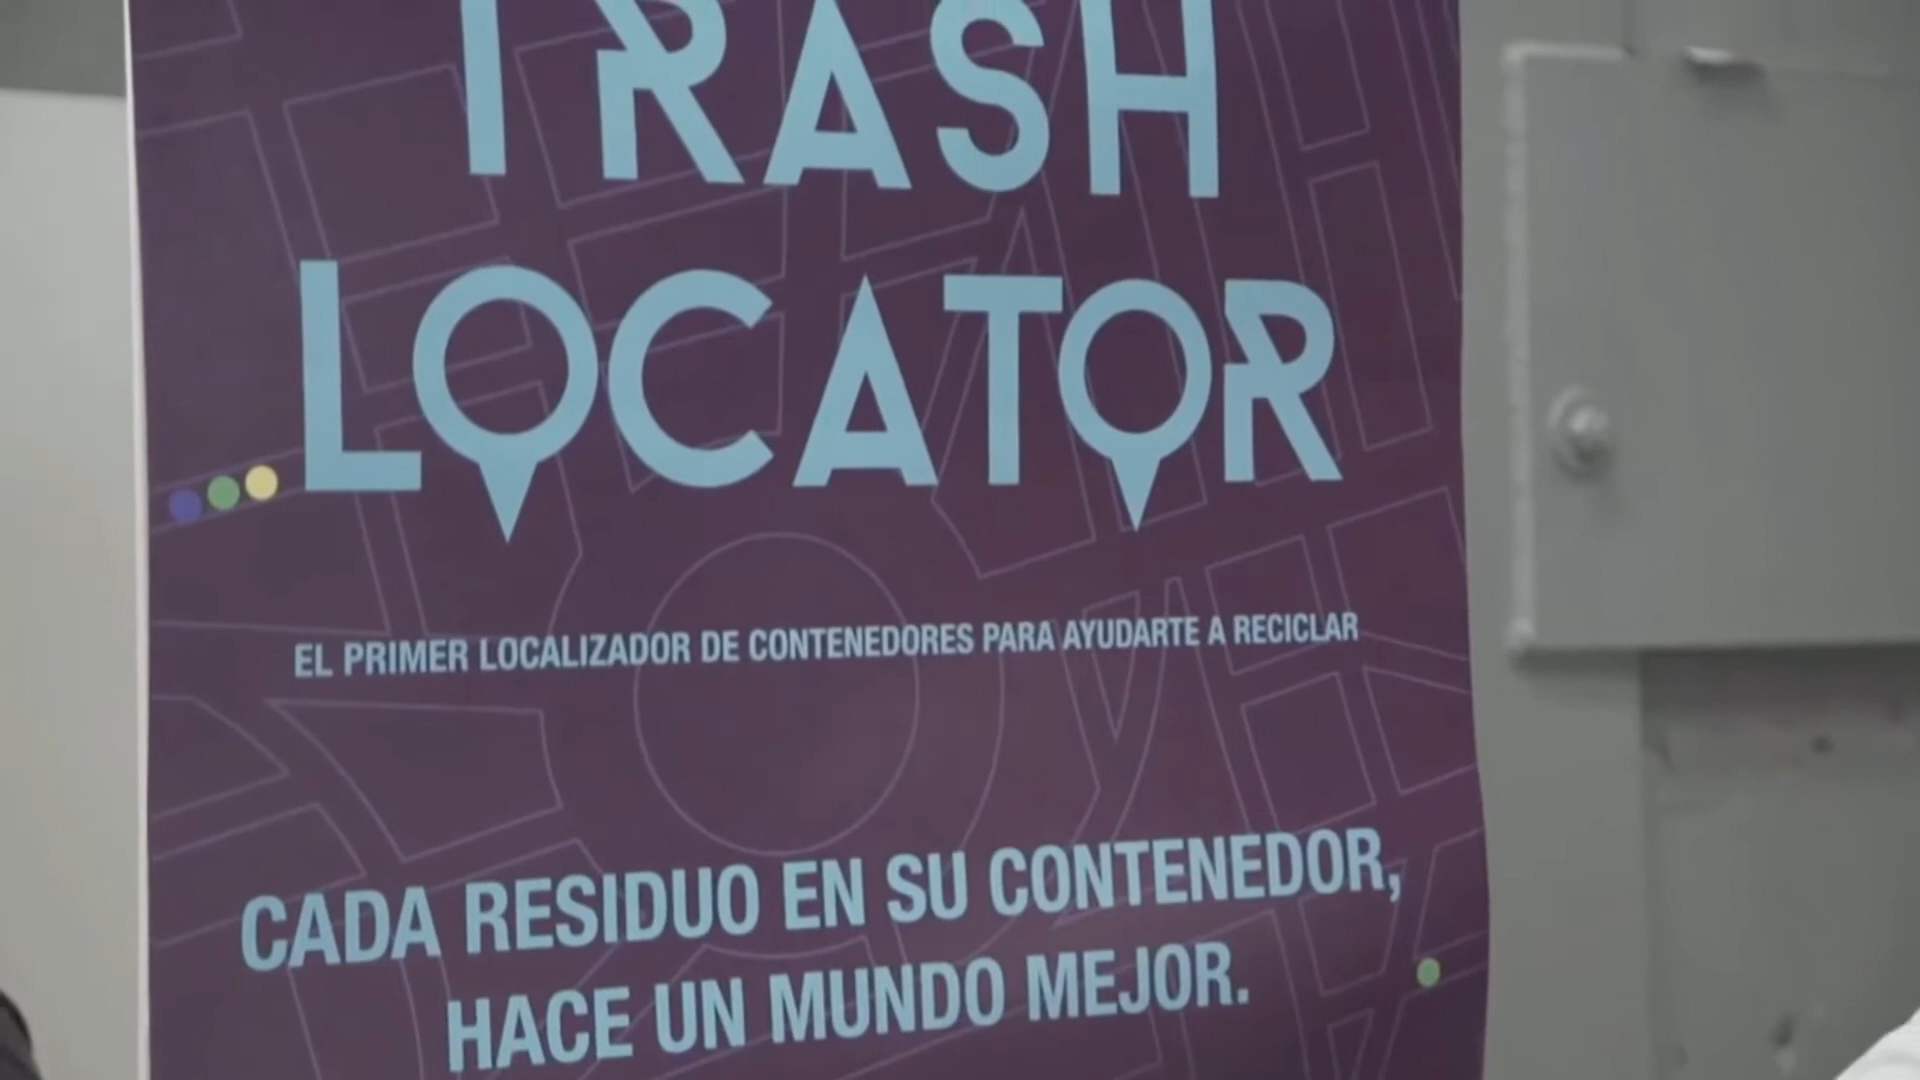 TRASH
LOCATOR
EL PRIMER LOCALIZADOR DE CONTENEDORES PARA AYUDARTE A RECICLAR
CADA RESIDUO EN SU CONTENEDOR,
HACE UN MUNDO MEJOR.